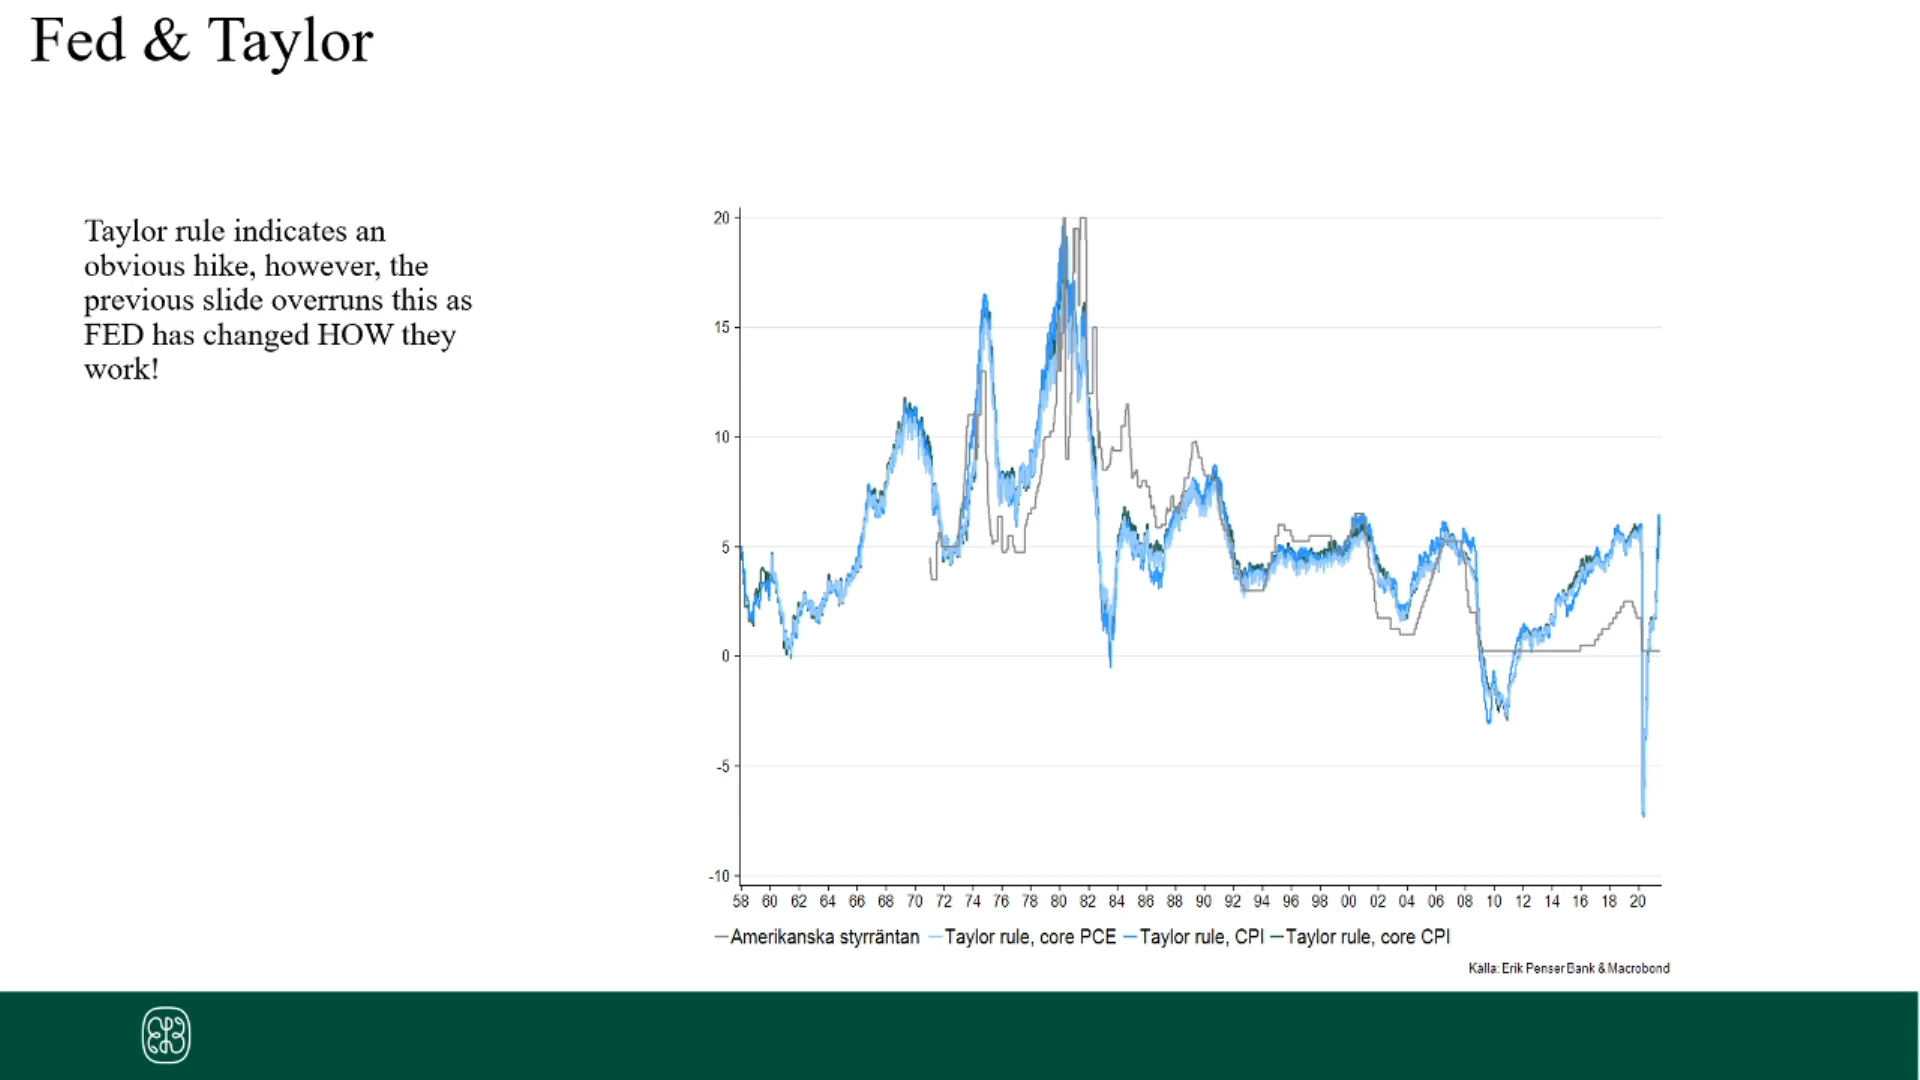 Fed & Taylor
Taylor rule indicates an
obvious hike, however, the
previous slide overruns this as
FED has changed HOW they
work!
20
15
10
5
0
-5
-10
58 60 62 64 66 68 70 72 74 76 78 80 82 84 86 88 90 92 94 96 98 00 02 04 06 08 10 12 14 16 18 20
Amerikanska styrräntan Taylor rule, core PCE Taylor rule, CPI Taylor rule, core CPI
Källa: Erik Penser Bank & Macrobond